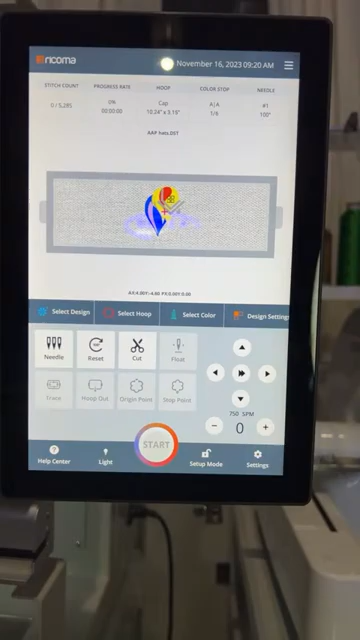 ricoma
November 16, 2023 09:20 AM
STITCH COUNT PROGRESS RATE HOOP COLOR STOP NEEDLE
0 / 5,285 0% Cap A|A #1
00:00:00 10.24" x 3.15" 1/6 100°
AAP hats.DST
Select Design Select Hoop Select Color Design Settings
Needle Reset Cut Float
Trace Hoop Out Origin Point Stop Point
750 SPM
0
START
Help Center Light Setup Mode Settings